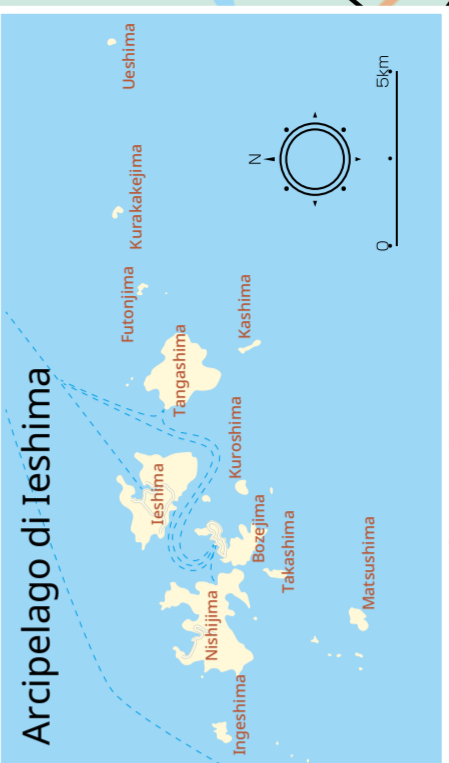 Arcipelago di Ieshima
Ueshima
Kurakakejima
Futonjima
Tangashima
Kashima
Ieshima
Kuroshima
Bozejima
Takashima
Nishijima
Matsushima
Ingeshima
N
0
5km